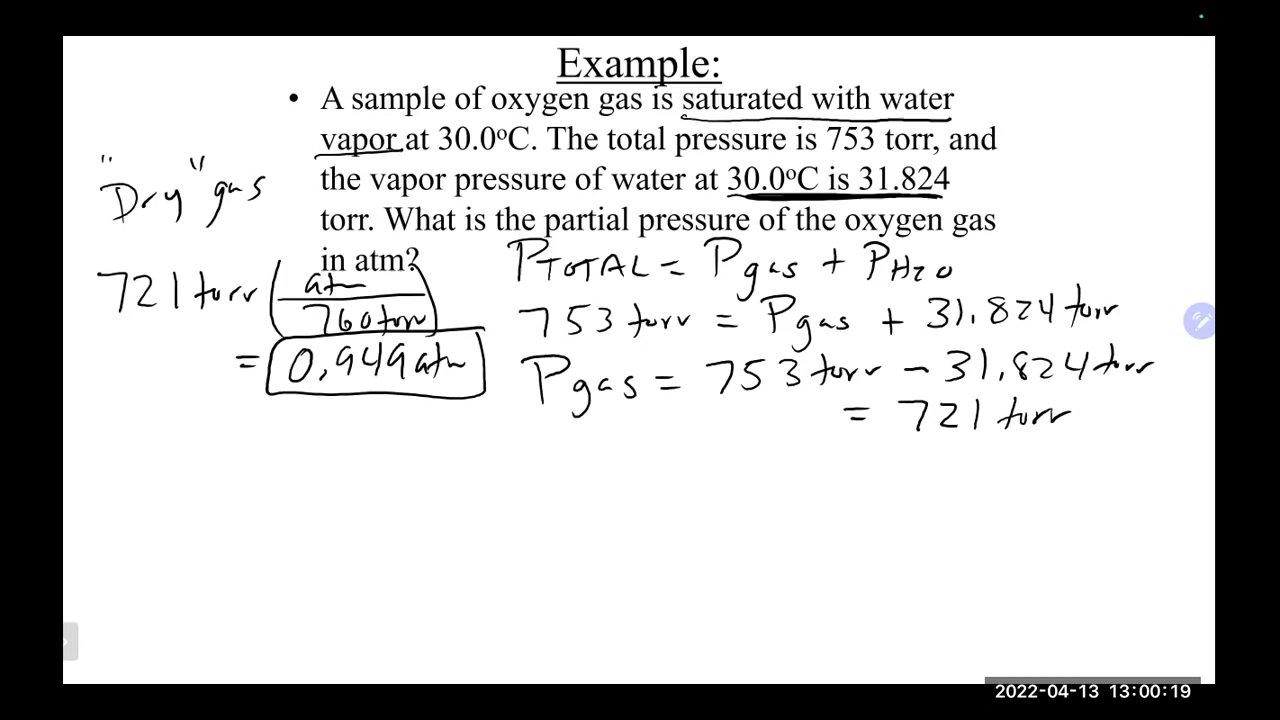 Example:
• A sample of oxygen gas is saturated with water
vapor at 30.0°C. The total pressure is 753 torr, and
the vapor pressure of water at 30.0°C is 31.824
torr. What is the partial pressure of the oxygen gas
in atm?
"Dry" gas
721 torr (atm / 760 torr)
= 0.949 atm
PTOTAL = Pgas + PH2O
753 torr = Pgas + 31.824 torr
Pgas = 753 torr - 31.824 torr
= 721 torr
2022-04-13 13:00:19